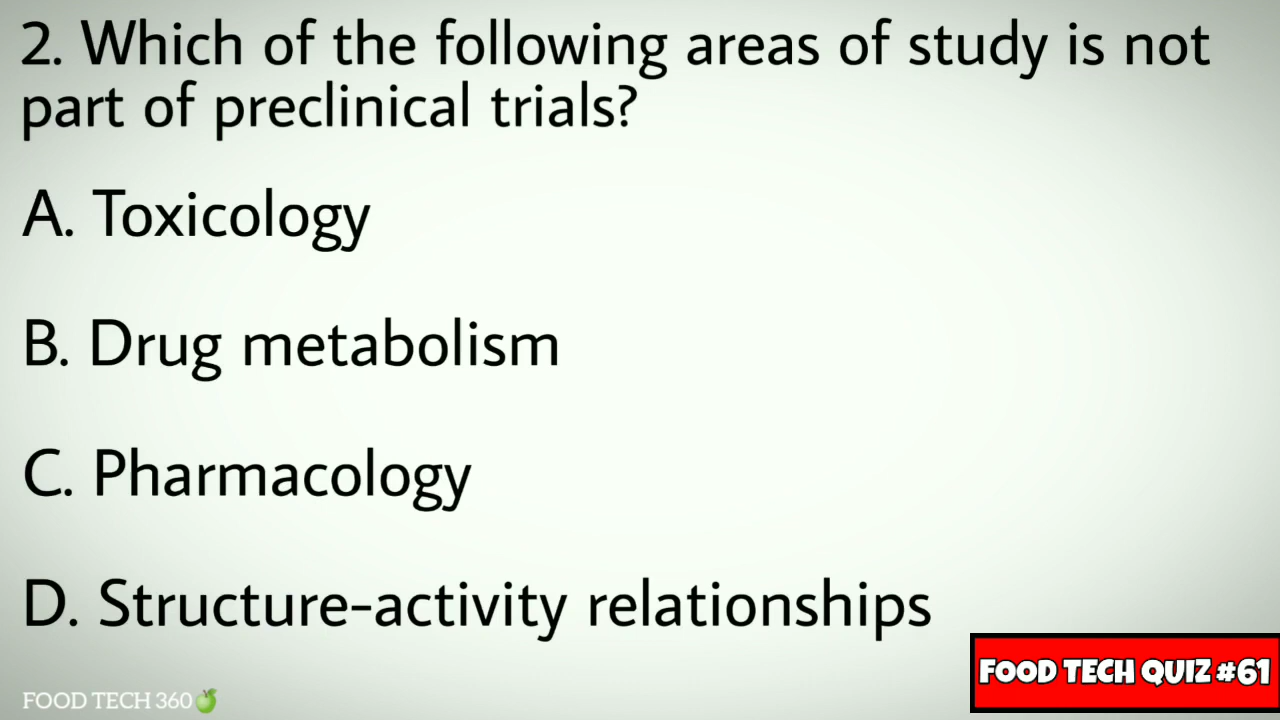 2. Which of the following areas of study is not
part of preclinical trials?
A. Toxicology
B. Drug metabolism
C. Pharmacology
D. Structure-activity relationships
FOOD TECH 360
FOOD TECH QUIZ #61